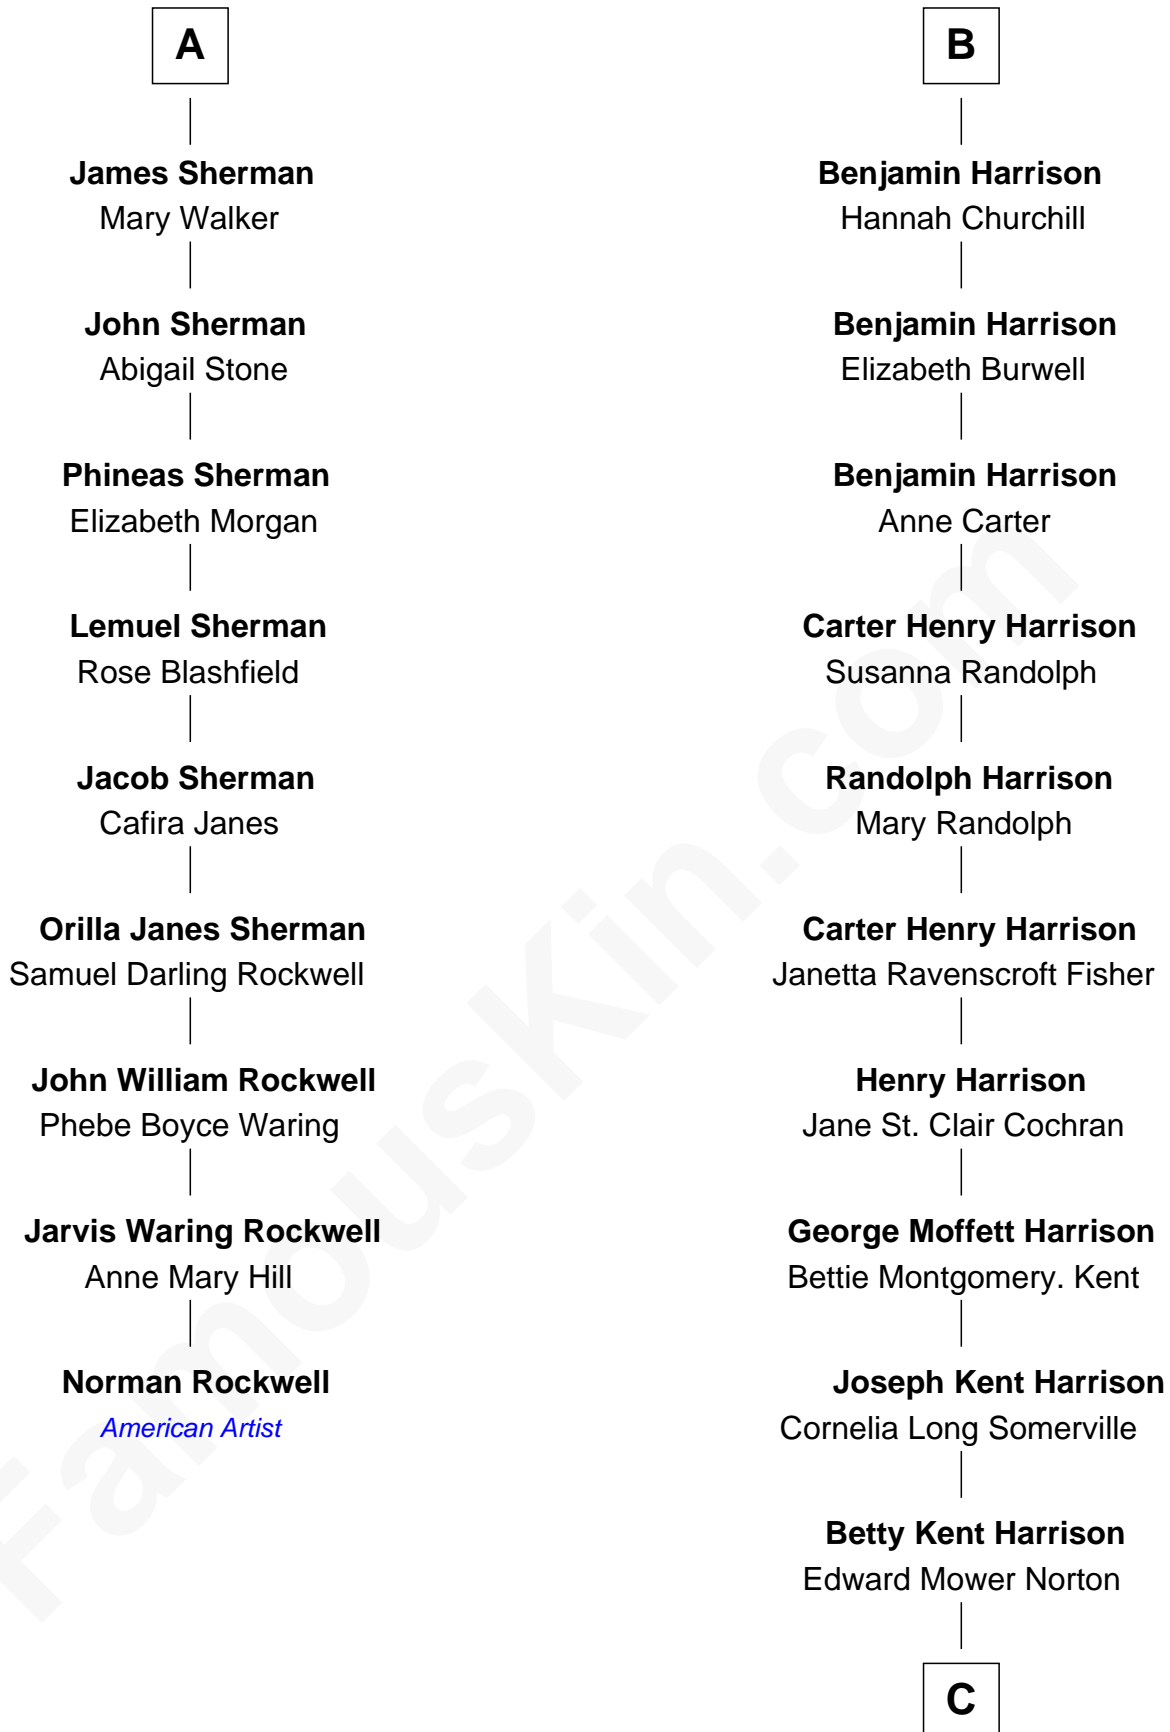 A
James Sherman
Mary Walker
John Sherman
Abigail Stone
Phineas Sherman
Elizabeth Morgan
Lemuel Sherman
Rose Blashfield
Jacob Sherman
Cafira Janes
Orilla Janes Sherman
Samuel Darling Rockwell
John William Rockwell
Phebe Boyce Waring
Jarvis Waring Rockwell
Anne Mary Hill
Norman Rockwell
American Artist
B
Benjamin Harrison
Hannah Churchill
Benjamin Harrison
Elizabeth Burwell
Benjamin Harrison
Anne Carter
Carter Henry Harrison
Susanna Randolph
Randolph Harrison
Mary Randolph
Carter Henry Harrison
Janetta Ravenscroft Fisher
Henry Harrison
Jane St. Clair Cochran
George Moffett Harrison
Bettie Montgomery. Kent
Joseph Kent Harrison
Cornelia Long Somerville
Betty Kent Harrison
Edward Mower Norton
C
FamousKin.com